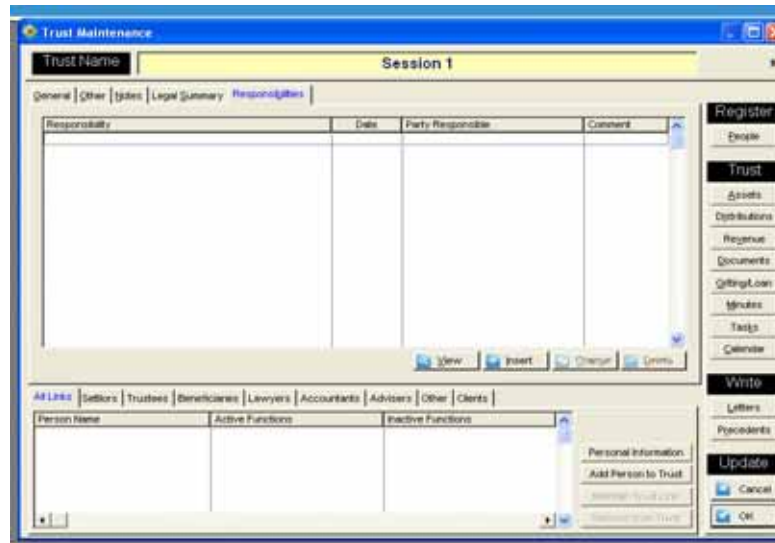 Trust Maintenance
Trust Name
Session 1
General Other Notes Legal Summary Responsibilities
Responsibility Date Party Responsible Comment
View Insert Change Delete
All Links Settlors Trustees Beneficiaries Lawyers Accountants Advisers Other Clients
Person Name Active Functions Inactive Functions
Personal Information
Add Person to Trust
Register
People
Trust
Assets
Distributions
Revenue
Documents
Gifting/Loan
Minutes
Tasks
Calendar
Write
Letters
Precedents
Update
Cancel
OK